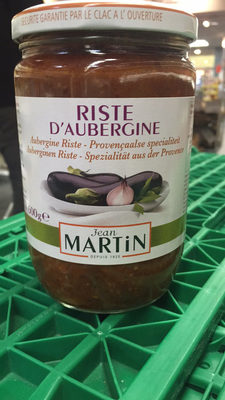 SÉCURITÉ GARANTIE PAR LE CLAC A L'OUVERTURE
RISTE
D'AUBERGINE
Aubergine Riste - Provençaalse specialiteit
Auberginen Riste - Spezialität aus der Provence
600g e
Jean
MARTiN
DEPUIS 1920